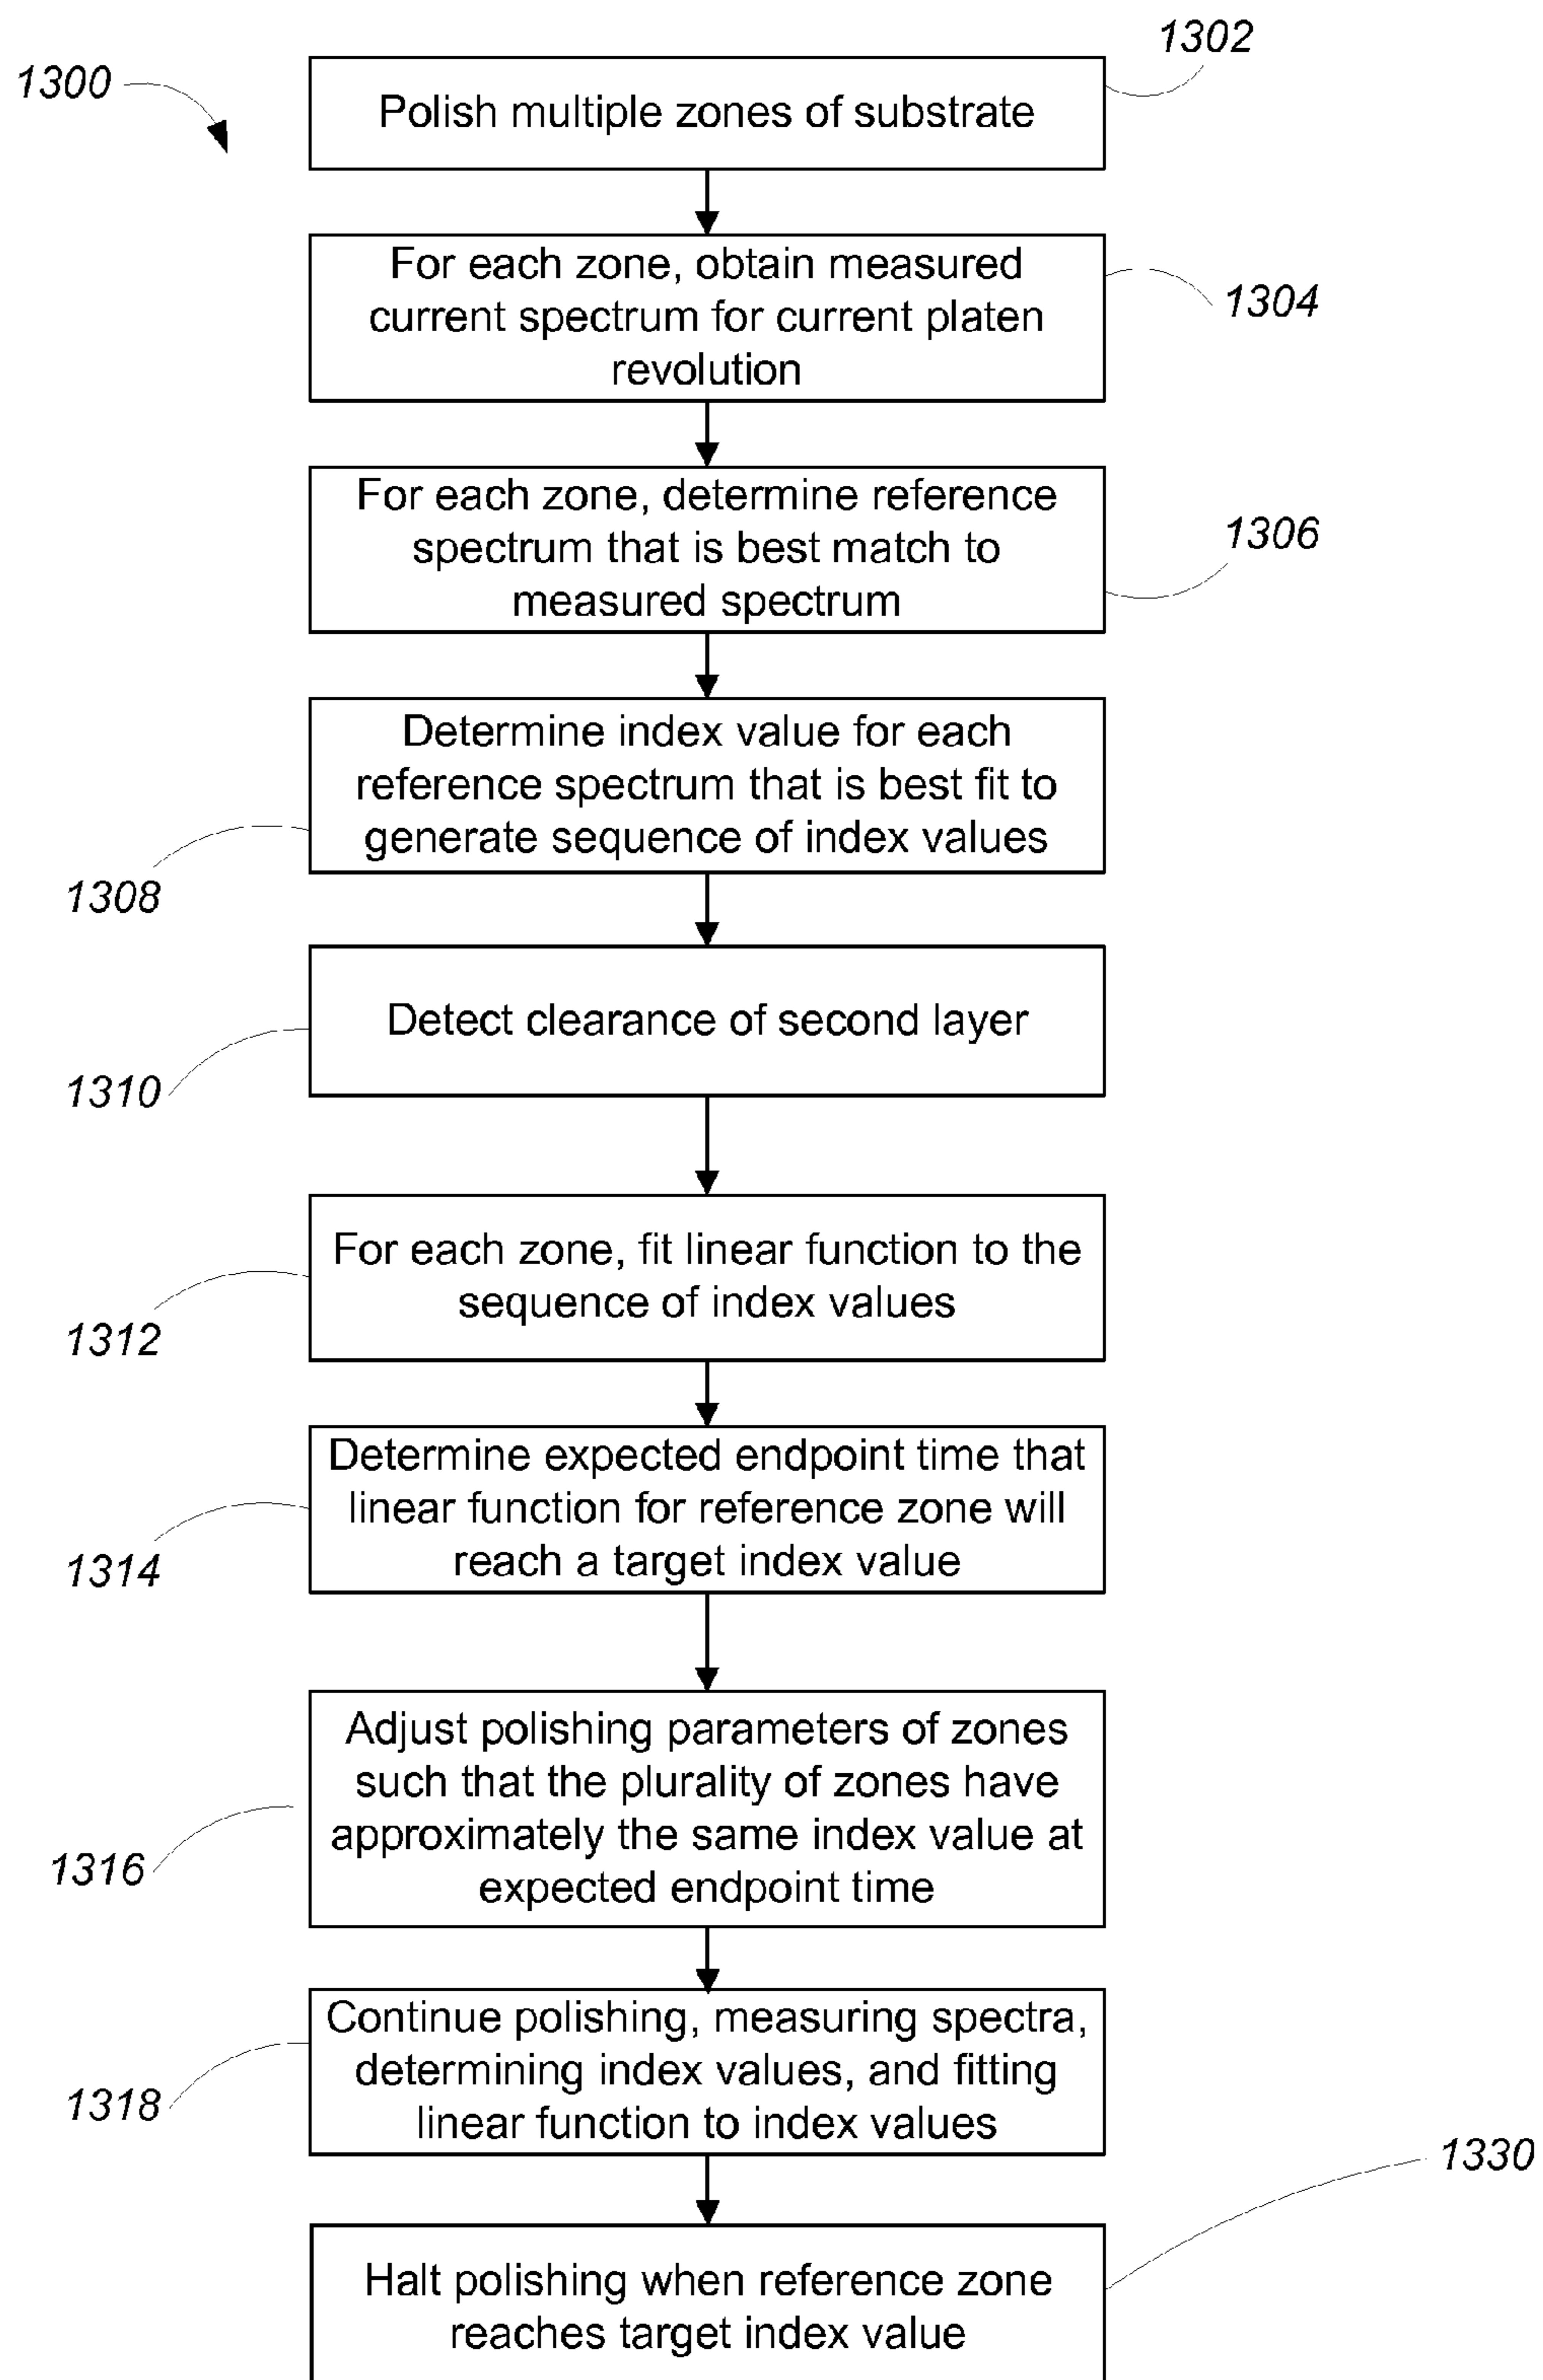 1300
1302
Polish multiple zones of substrate
For each zone, obtain measured
current spectrum for current platen
revolution
1304
For each zone, determine reference
spectrum that is best match to
measured spectrum
1306
Determine index value for each
reference spectrum that is best fit to
generate sequence of index values
1308
Detect clearance of second layer
1310
For each zone, fit linear function to the
sequence of index values
1312
Determine expected endpoint time that
linear function for reference zone will
reach a target index value
1314
Adjust polishing parameters of zones
such that the plurality of zones have
approximately the same index value at
expected endpoint time
1316
Continue polishing, measuring spectra,
determining index values, and fitting
linear function to index values
1318
1330
Halt polishing when reference zone
reaches target index value